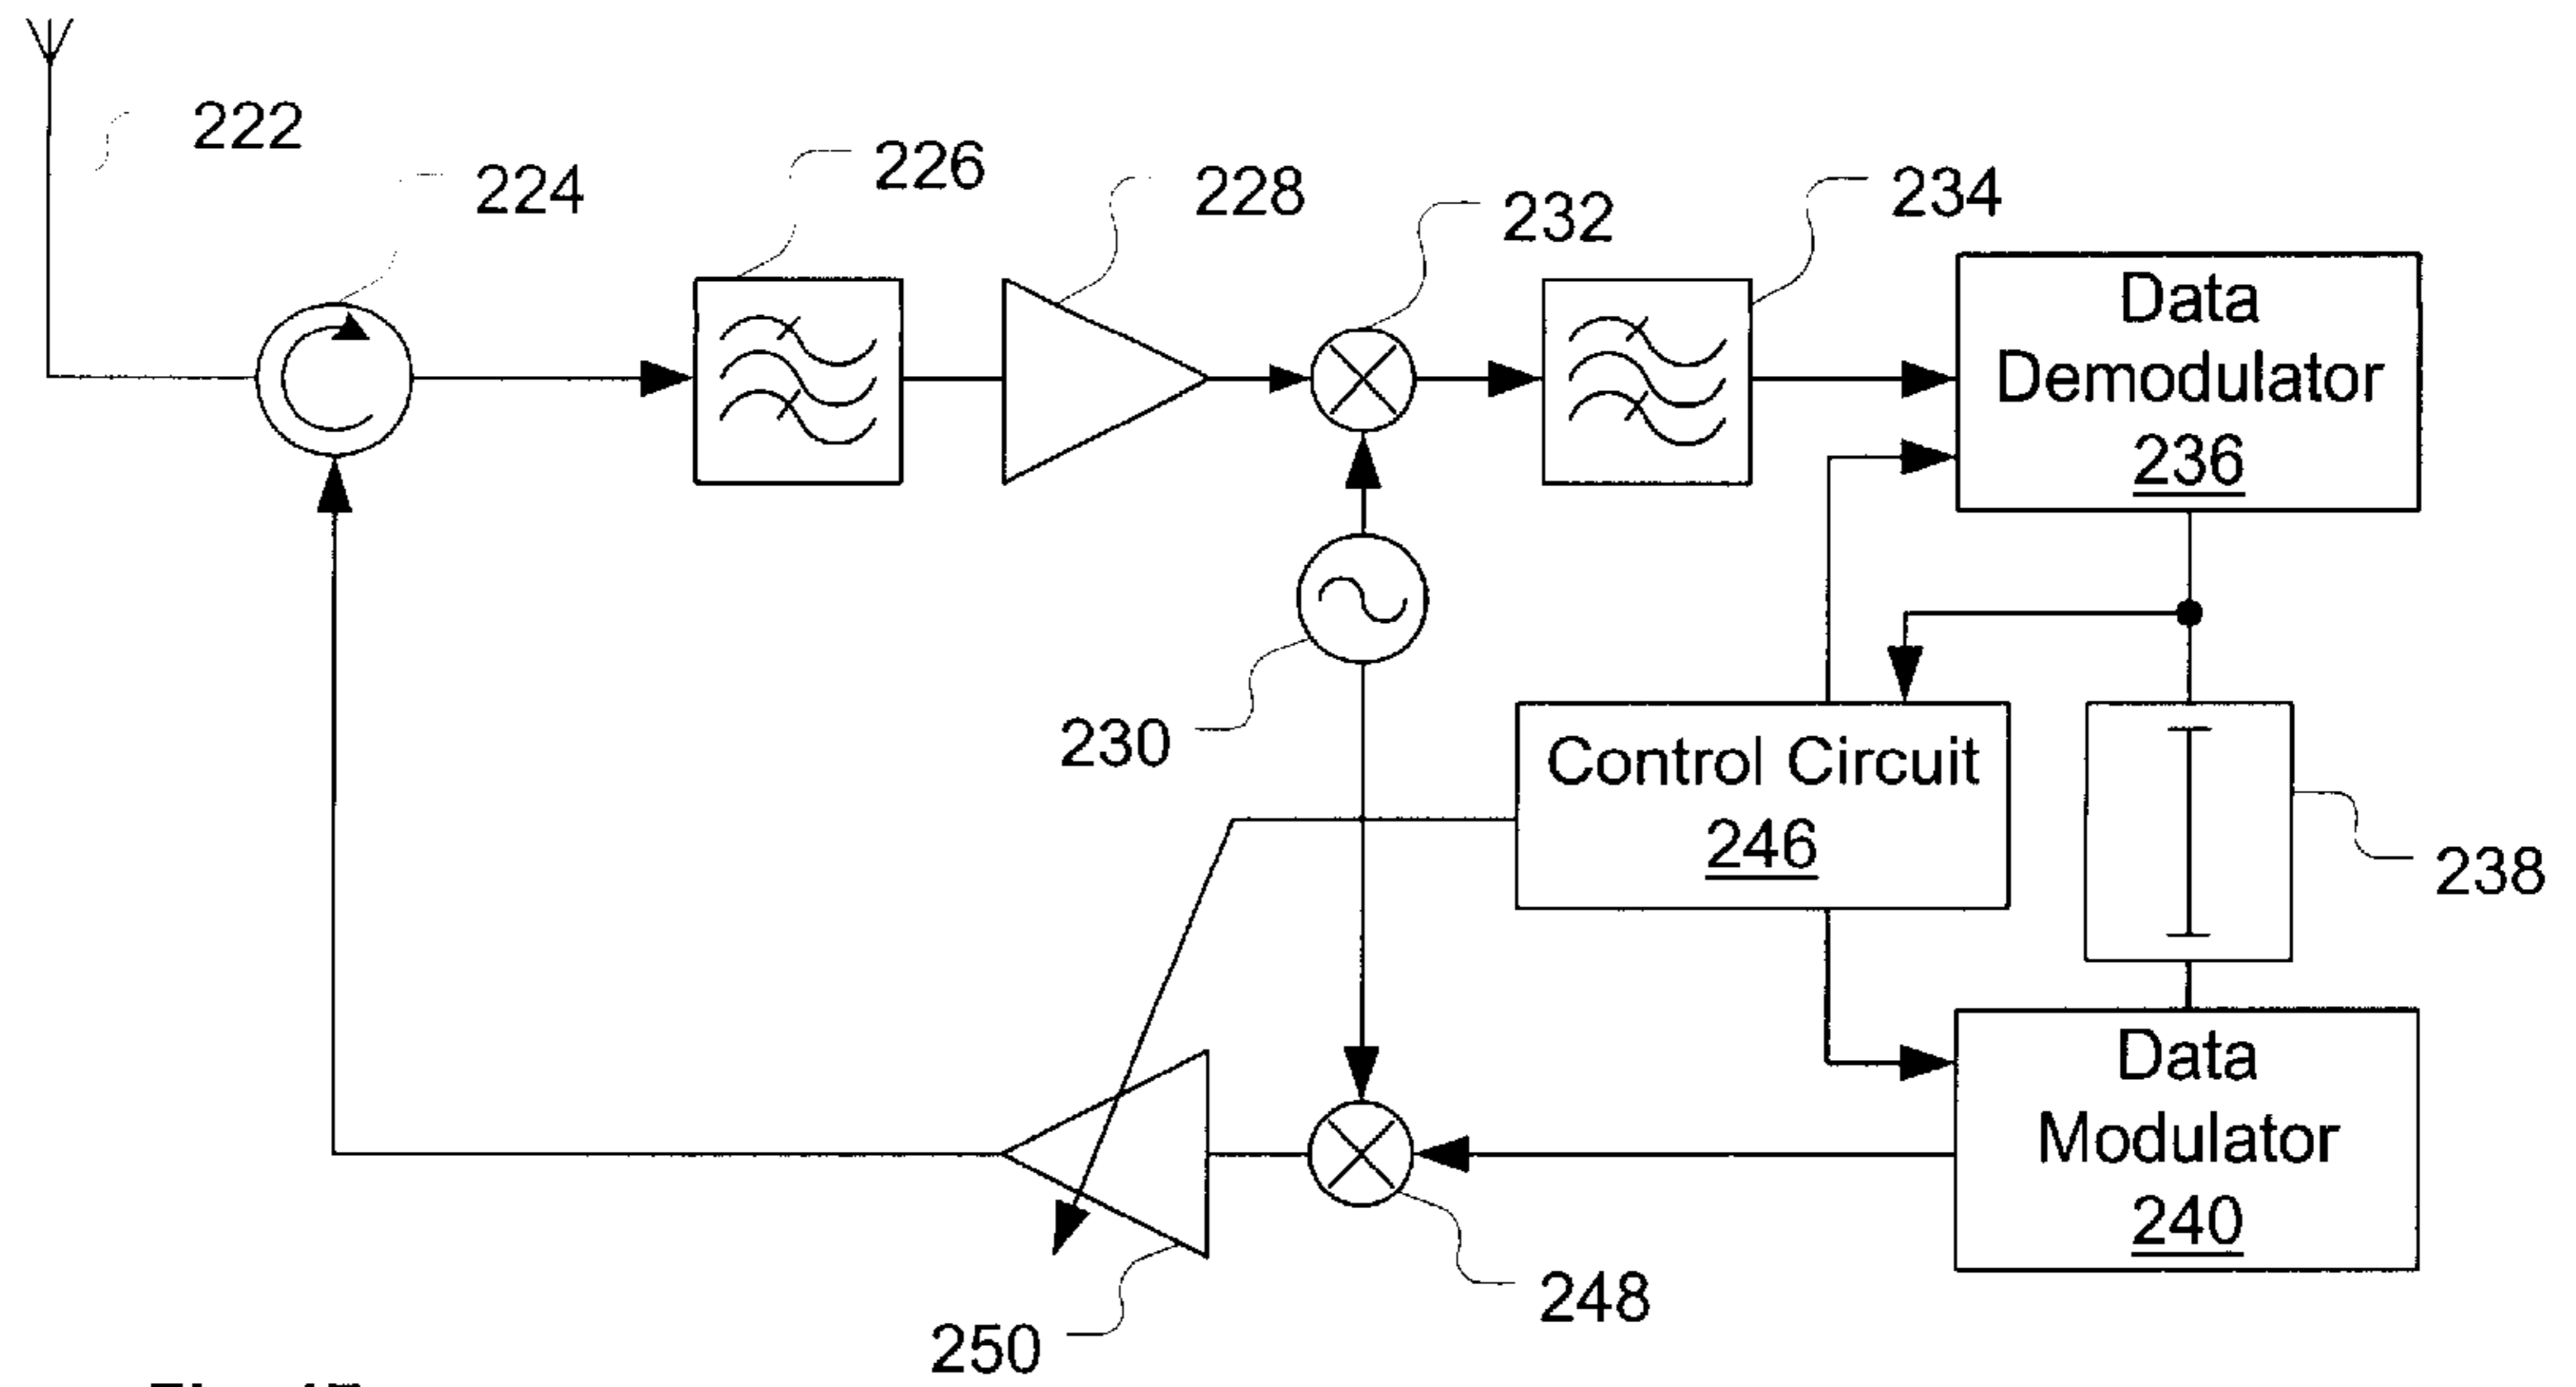 222
224
226
228
232
234
Data
Demodulator
236
230
Control Circuit
246
238
Data
Modulator
240
248
250